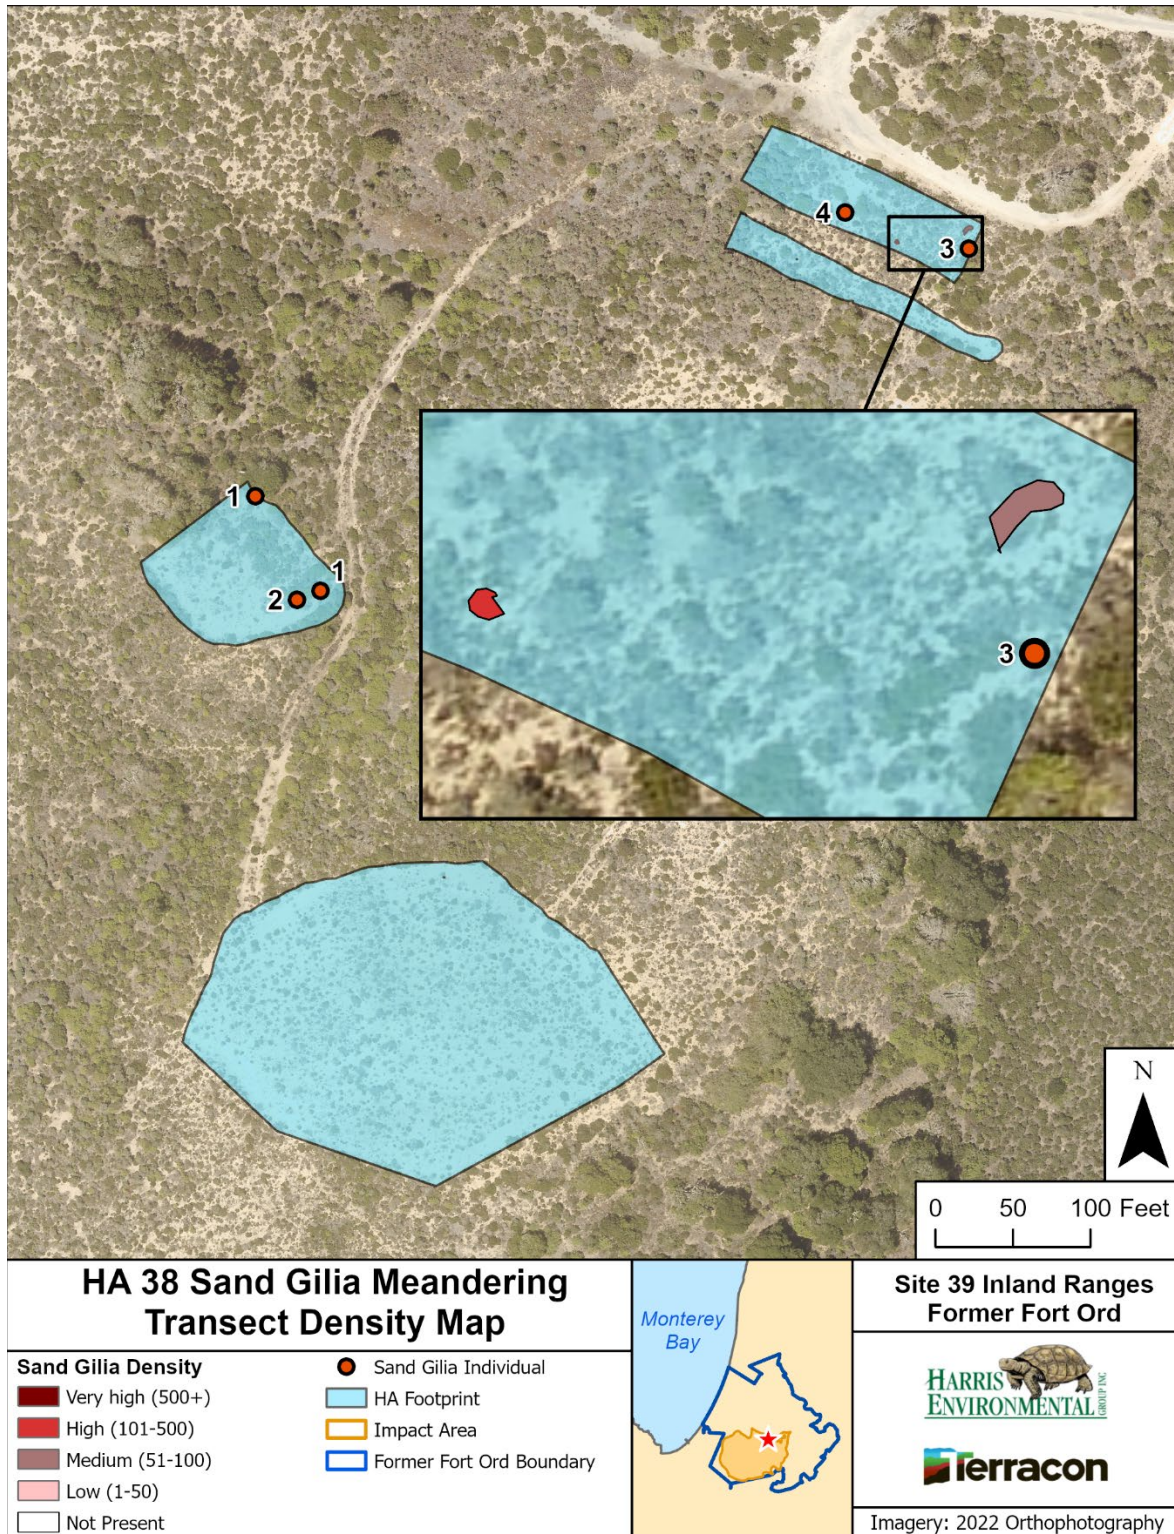 4
3
1
1
2
3
N
0 50 100 Feet
HA 38 Sand Gilia Meandering
Transect Density Map
Sand Gilia Density
Very high (500+)
High (101-500)
Medium (51-100)
Low (1-50)
Not Present
Sand Gilia Individual
HA Footprint
Impact Area
Former Fort Ord Boundary
Monterey
Bay
Site 39 Inland Ranges
Former Fort Ord
HARRIS
ENVIRONMENTAL
GROUP INC
Terracon
Imagery: 2022 Orthophotography